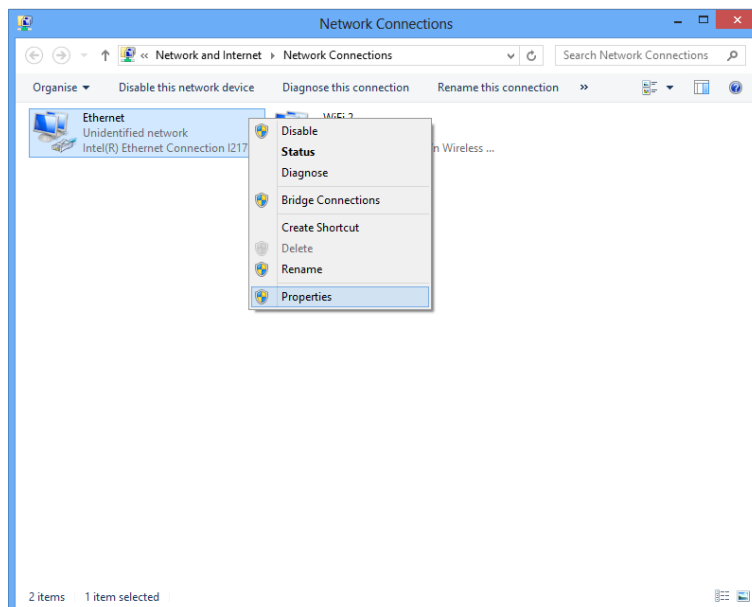 Network Connections
« Network and Internet Network Connections
Search Network Connections
Organise Disable this network device Diagnose this connection Rename this connection »
Ethernet
Unidentified network
Intel(R) Ethernet Connection I217
WiFi 2
n Wireless ...
Disable
Status
Diagnose
Bridge Connections
Create Shortcut
Delete
Rename
Properties
2 items 1 item selected